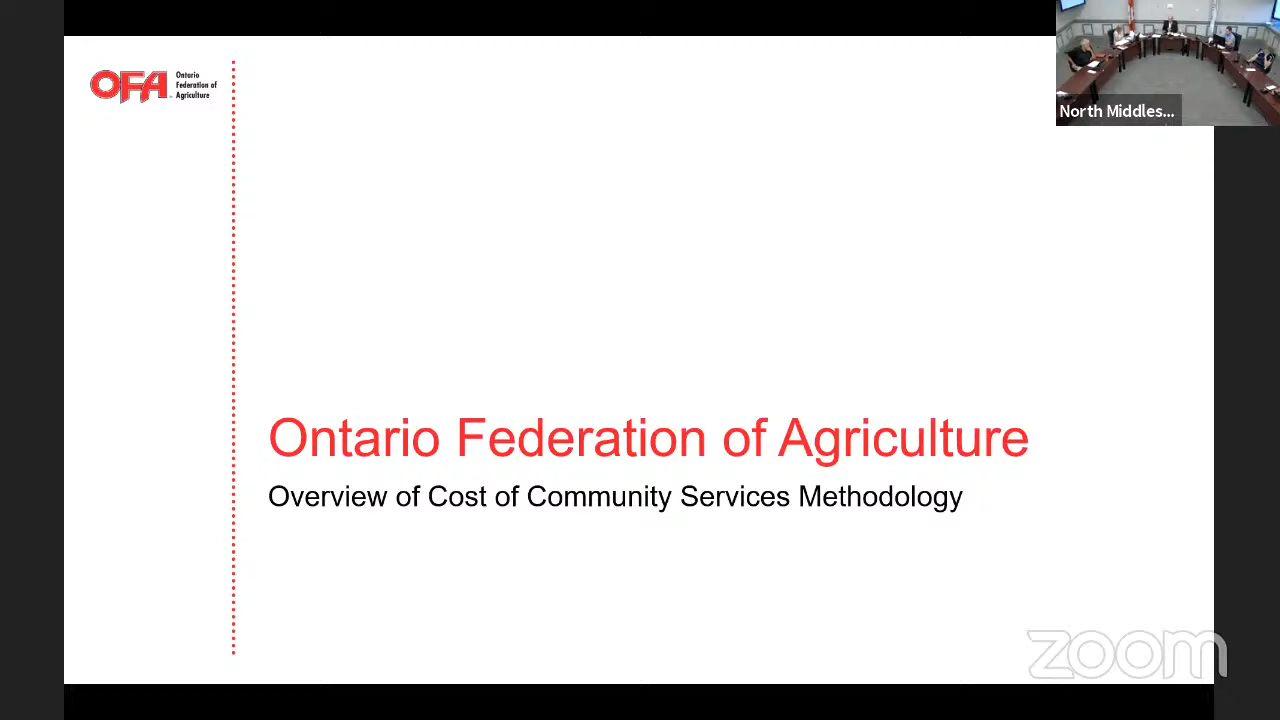 OFA
Ontario
Federation of
Agriculture
North Middles...
Ontario Federation of Agriculture
Overview of Cost of Community Services Methodology
zoom